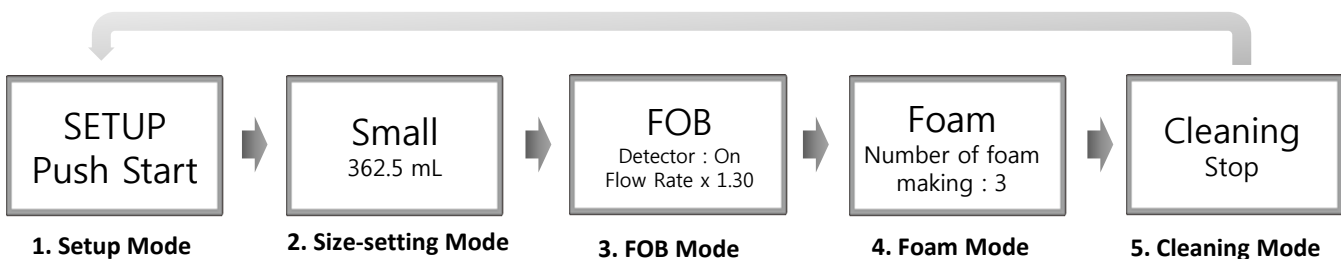 SETUP
Push Start
Small
362.5 mL
FOB
Detector : On
Flow Rate x 1.30
Foam
Number of foam
making : 3
Cleaning
Stop
1. Setup Mode
2. Size-setting Mode
3. FOB Mode
4. Foam Mode
5. Cleaning Mode